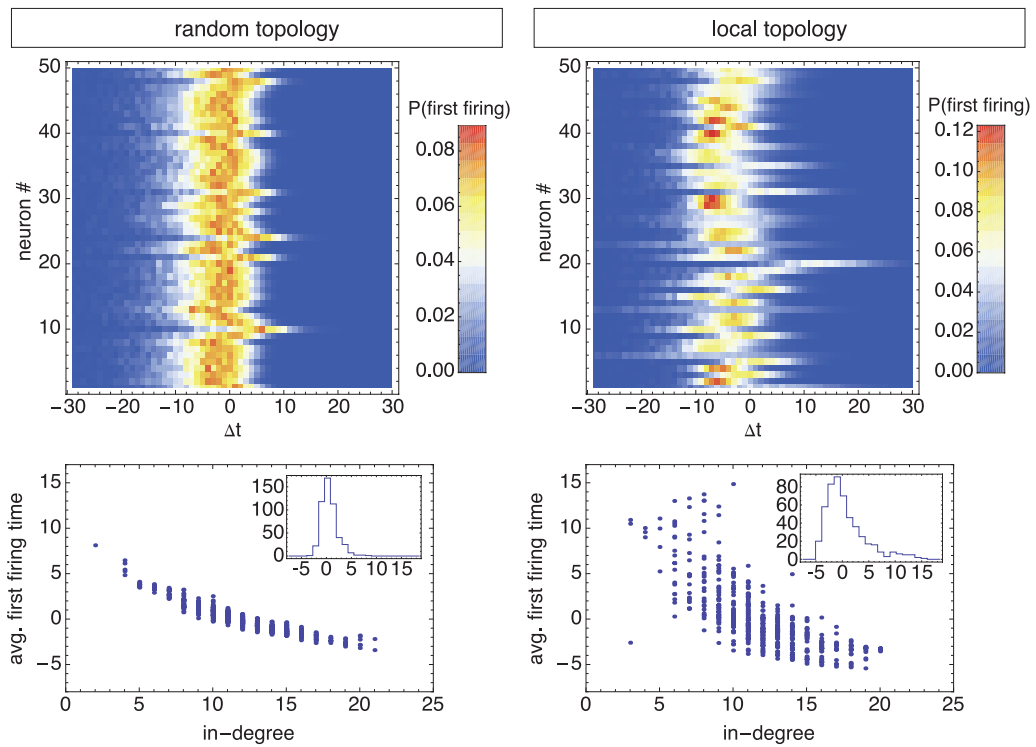 random topology
local topology
50
40
30
20
10
neuron #
−30 −20 −10 0 10 20 30
Δt
P(first firing)
0.08
0.06
0.04
0.02
0.00
50
40
30
20
10
neuron #
−30 −20 −10 0 10 20 30
Δt
P(first firing)
0.12
0.10
0.08
0.06
0.04
0.02
0.00
15
10
5
0
−5
avg. first firing time
0 5 10 15 20 25
in-degree
150
100
50
0
−5 0 5 10 15
15
10
5
0
−5
avg. first firing time
0 5 10 15 20 25
in-degree
80
60
40
20
0
−5 0 5 10 15